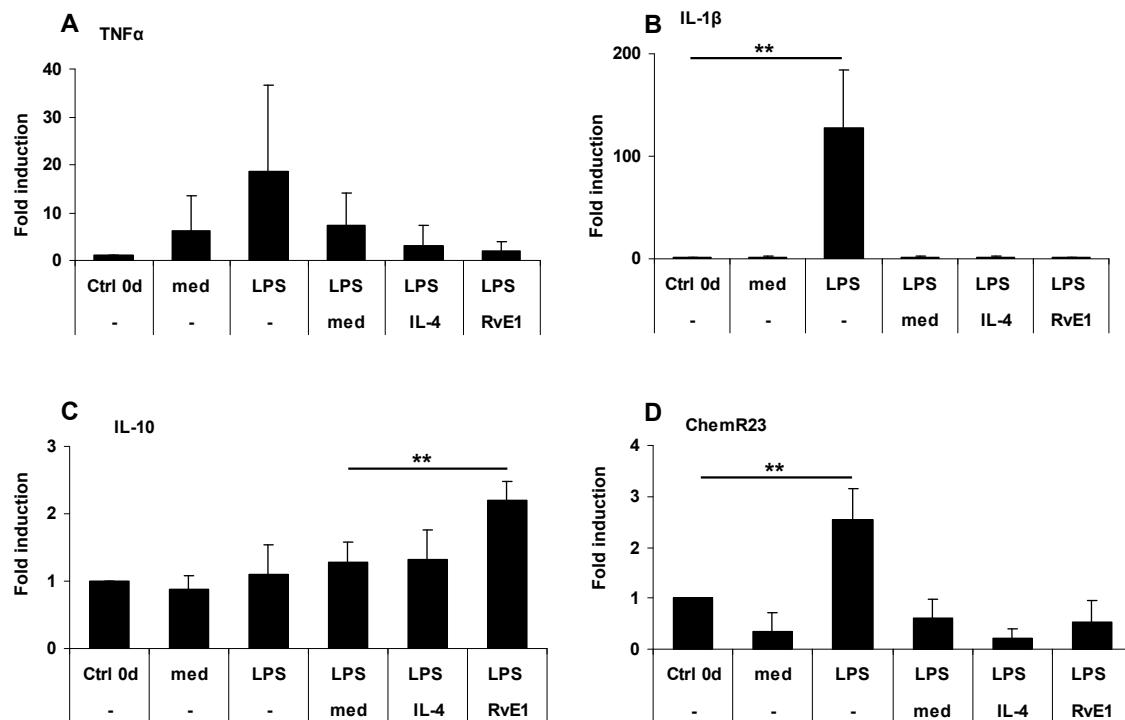 A
TNFα
40
30
20
10
0
Fold induction
Ctrl 0d med LPS LPS LPS LPS
- - - med IL-4 RvE1
B
IL-1β
200
100
0
Fold induction
**
Ctrl 0d med LPS LPS LPS LPS
- - - med IL-4 RvE1
C
IL-10
3
2
1
0
Fold induction
**
Ctrl 0d med LPS LPS LPS LPS
- - - med IL-4 RvE1
D
ChemR23
4
3
2
1
0
Fold induction
**
Ctrl 0d med LPS LPS LPS LPS
- - - med IL-4 RvE1